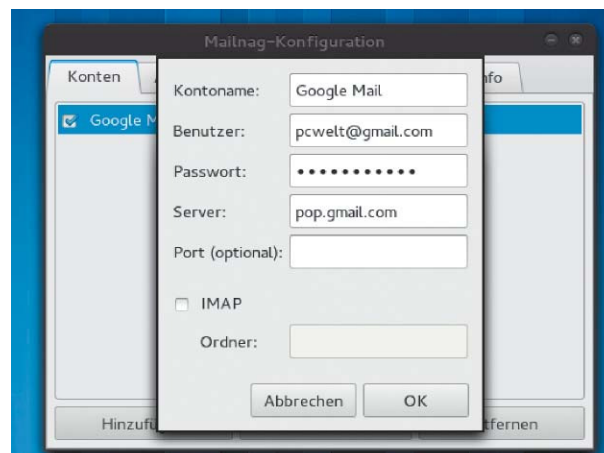 Mailnag-Konfiguration
Konten
Google M
Kontoname: Google Mail
Benutzer: pcwelt@gmail.com
Passwort: •••••••••••
Server: pop.gmail.com
Port (optional):
IMAP
Ordner:
Abbrechen OK
Hinzufü
tfernen